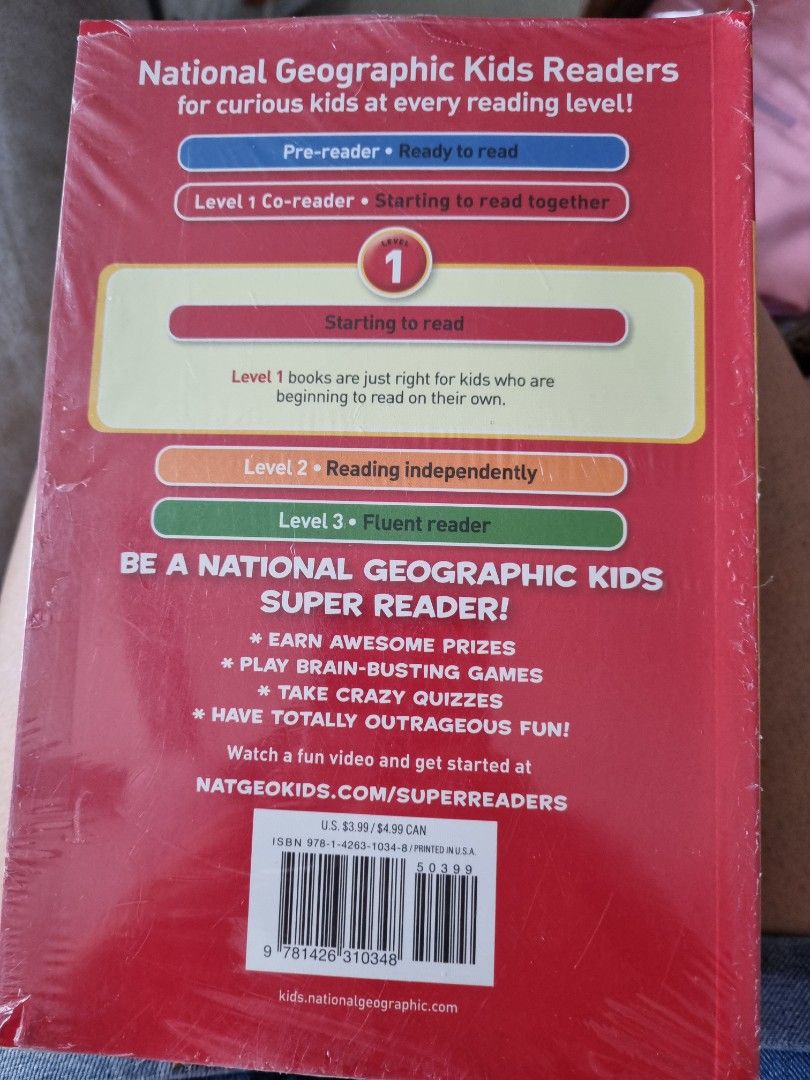 National Geographic Kids Readers
for curious kids at every reading level!
Pre-reader • Ready to read
Level 1 Co-reader • Starting to read together
LEVEL
1
Starting to read
Level 1 books are just right for kids who are
beginning to read on their own.
Level 2 • Reading independently
Level 3 • Fluent reader
BE A NATIONAL GEOGRAPHIC KIDS
SUPER READER!
* EARN AWESOME PRIZES
* PLAY BRAIN-BUSTING GAMES
* TAKE CRAZY QUIZZES
* HAVE TOTALLY OUTRAGEOUS FUN!
Watch a fun video and get started at
NATGEOKIDS.COM/SUPERREADERS
U.S. $3.99 / $4.99 CAN
ISBN 978-1-4263-1034-8 / PRINTED IN U.S.A.
50399
9 781426 310348
kids.nationalgeographic.com